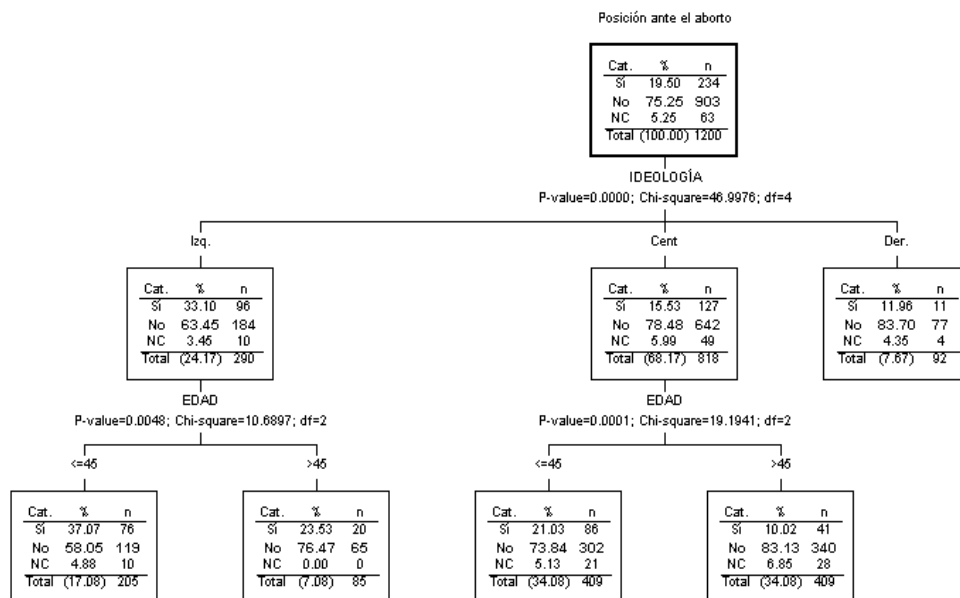 Posición ante el aborto
Cat. % n
Sí 19.50 234
No 75.25 903
NC 5.25 63
Total (100.00) 1200
IDEOLOGÍA
P-value=0.0000; Chi-square=46.9976; df=4
Izq.
Cat. % n
Sí 33.10 96
No 63.45 184
NC 3.45 10
Total (24.17) 290
Cent
Cat. % n
Sí 15.53 127
No 78.48 642
NC 5.99 49
Total (68.17) 818
Der.
Cat. % n
Sí 11.96 11
No 83.70 77
NC 4.35 4
Total (7.67) 92
EDAD
P-value=0.0048; Chi-square=10.6897; df=2
<=45
Cat. % n
Sí 37.07 76
No 58.05 119
NC 4.88 10
Total (17.08) 205
>45
Cat. % n
Sí 23.53 20
No 76.47 65
NC 0.00 0
Total (7.08) 85
EDAD
P-value=0.0001; Chi-square=19.1941; df=2
<=45
Cat. % n
Sí 21.03 86
No 73.84 302
NC 5.13 21
Total (34.08) 409
>45
Cat. % n
Sí 10.02 41
No 83.13 340
NC 6.85 28
Total (34.08) 409